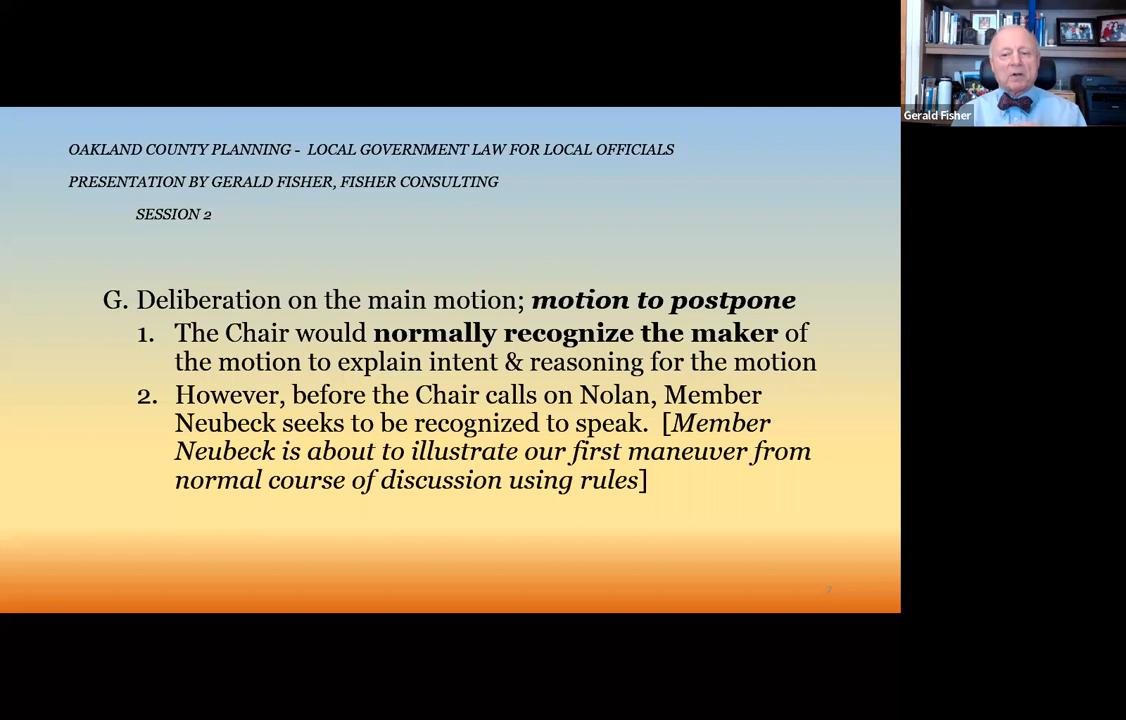 Gerald Fisher
OAKLAND COUNTY PLANNING - LOCAL GOVERNMENT LAW FOR LOCAL OFFICIALS
PRESENTATION BY GERALD FISHER, FISHER CONSULTING
SESSION 2
G. Deliberation on the main motion; motion to postpone
1. The Chair would normally recognize the maker of
the motion to explain intent & reasoning for the motion
2. However, before the Chair calls on Nolan, Member
Neubeck seeks to be recognized to speak. [Member
Neubeck is about to illustrate our first maneuver from
normal course of discussion using rules]
7